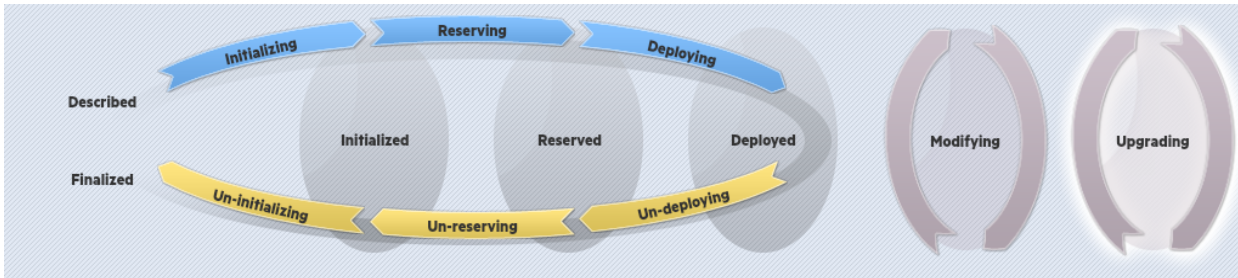 Initializing
Reserving
Deploying
Described
Initialized
Reserved
Deployed
Modifying
Upgrading
Finalized
Un-initializing
Un-reserving
Un-deploying